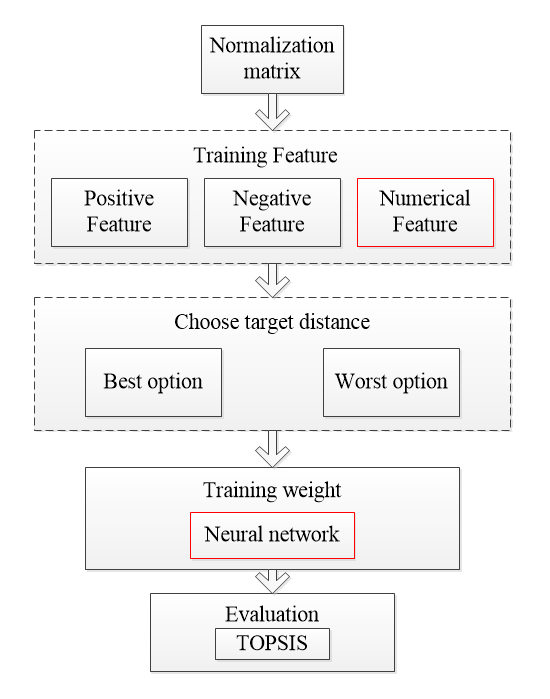 Normalization
matrix
Training Feature
Positive
Feature
Negative
Feature
Numerical
Feature
Choose target distance
Best option
Worst option
Training weight
Neural network
Evaluation
TOPSIS